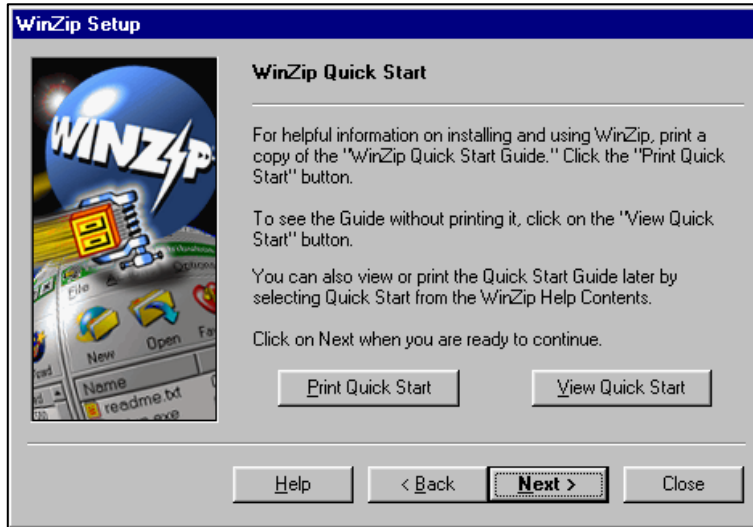 WinZip Setup
WINZIP
File
Options
New
Open
Name
readme.txt
WinZip Quick Start
For helpful information on installing and using WinZip, print a
copy of the "WinZip Quick Start Guide." Click the "Print Quick
Start" button.
To see the Guide without printing it, click on the "View Quick
Start" button.
You can also view or print the Quick Start Guide later by
selecting Quick Start from the WinZip Help Contents.
Click on Next when you are ready to continue.
Print Quick Start
View Quick Start
Help
< Back
Next >
Close